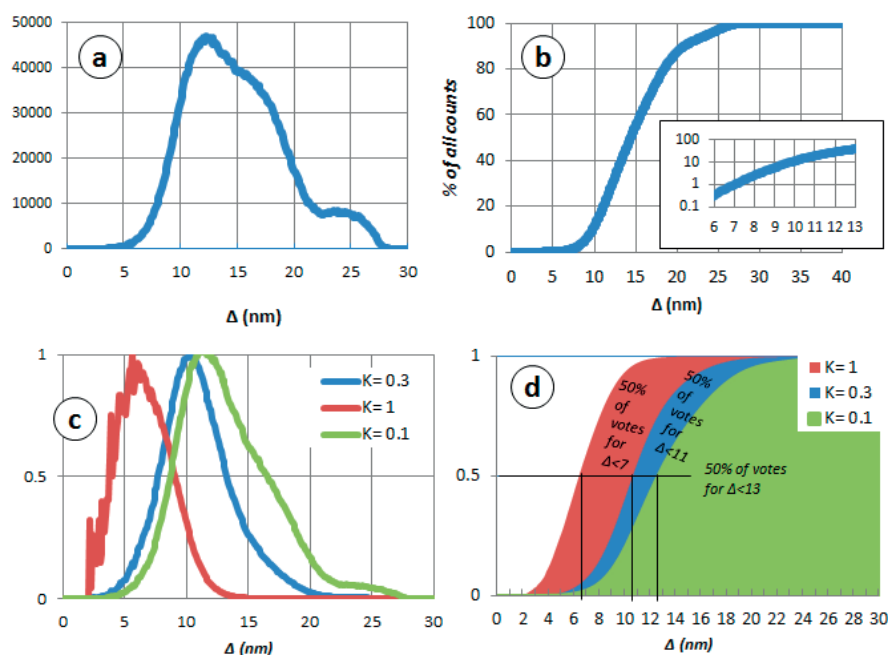 50000
40000
30000
20000
10000
0
0 5 10 15 20 25 30
Δ (nm)
a
100
80
60
40
20
0
0 5 10 15 20 25 30 35 40
Δ (nm)
% of all counts
b
100
10
1
0.1
6 7 8 9 10 11 12 13
1
0.5
0
0 5 10 15 20 25 30
Δ (nm)
c
K= 0.3
K= 1
K= 0.1
1
0.5
0
0 2 4 6 8 10 12 14 16 18 20 22 24 26 28 30
Δ (nm)
d
K= 1
K= 0.3
K= 0.1
50%
of
votes
for
Δ<7
50%
of
votes
for
Δ<11
50% of votes
for Δ<13